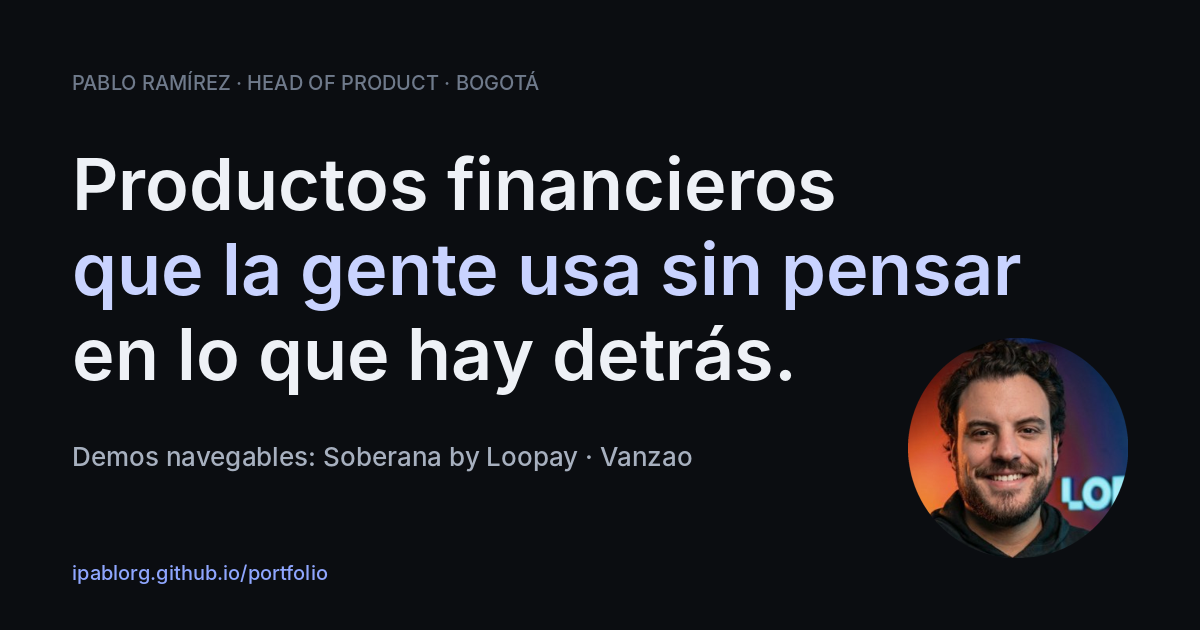 PABLO RAMÍREZ · HEAD OF PRODUCT · BOGOTÁ
Productos financieros
que la gente usa sin pensar
en lo que hay detrás.
Demos navegables: Soberana by Loopay · Vanzao
ipablorg.github.io/portfolio